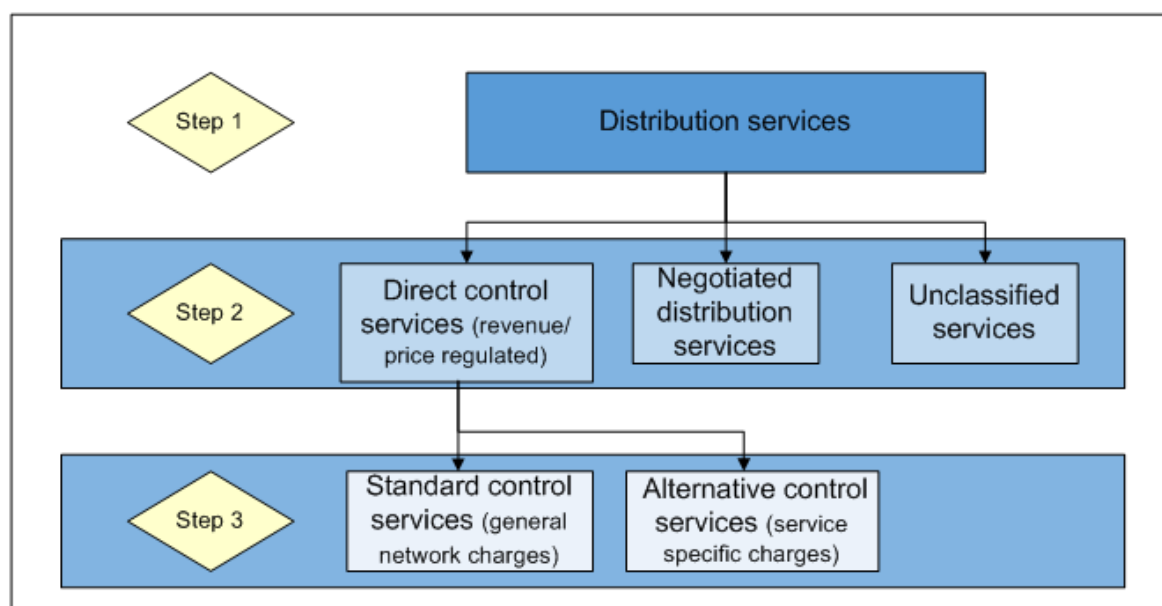 Step 1
Distribution services
Step 2
Direct control
services (revenue/
price regulated)
Negotiated
distribution
services
Unclassified
services
Step 3
Standard control
services (general
network charges)
Alternative control
services (service
specific charges)